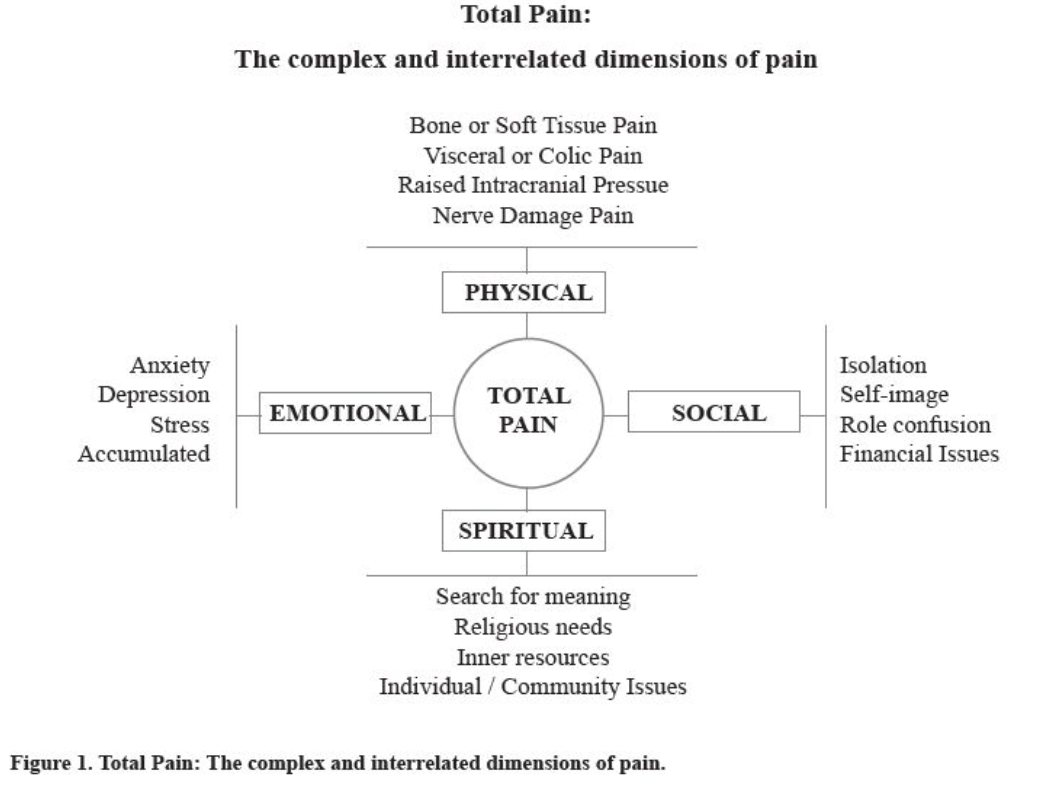 Total Pain:
The complex and interrelated dimensions of pain
Bone or Soft Tissue Pain
Visceral or Colic Pain
Raised Intracranial Pressue
Nerve Damage Pain
PHYSICAL
Anxiety
Depression
Stress
Accumulated
EMOTIONAL
TOTAL
PAIN
SOCIAL
Isolation
Self-image
Role confusion
Financial Issues
SPIRITUAL
Search for meaning
Religious needs
Inner resources
Individual / Community Issues
Figure 1. Total Pain: The complex and interrelated dimensions of pain.